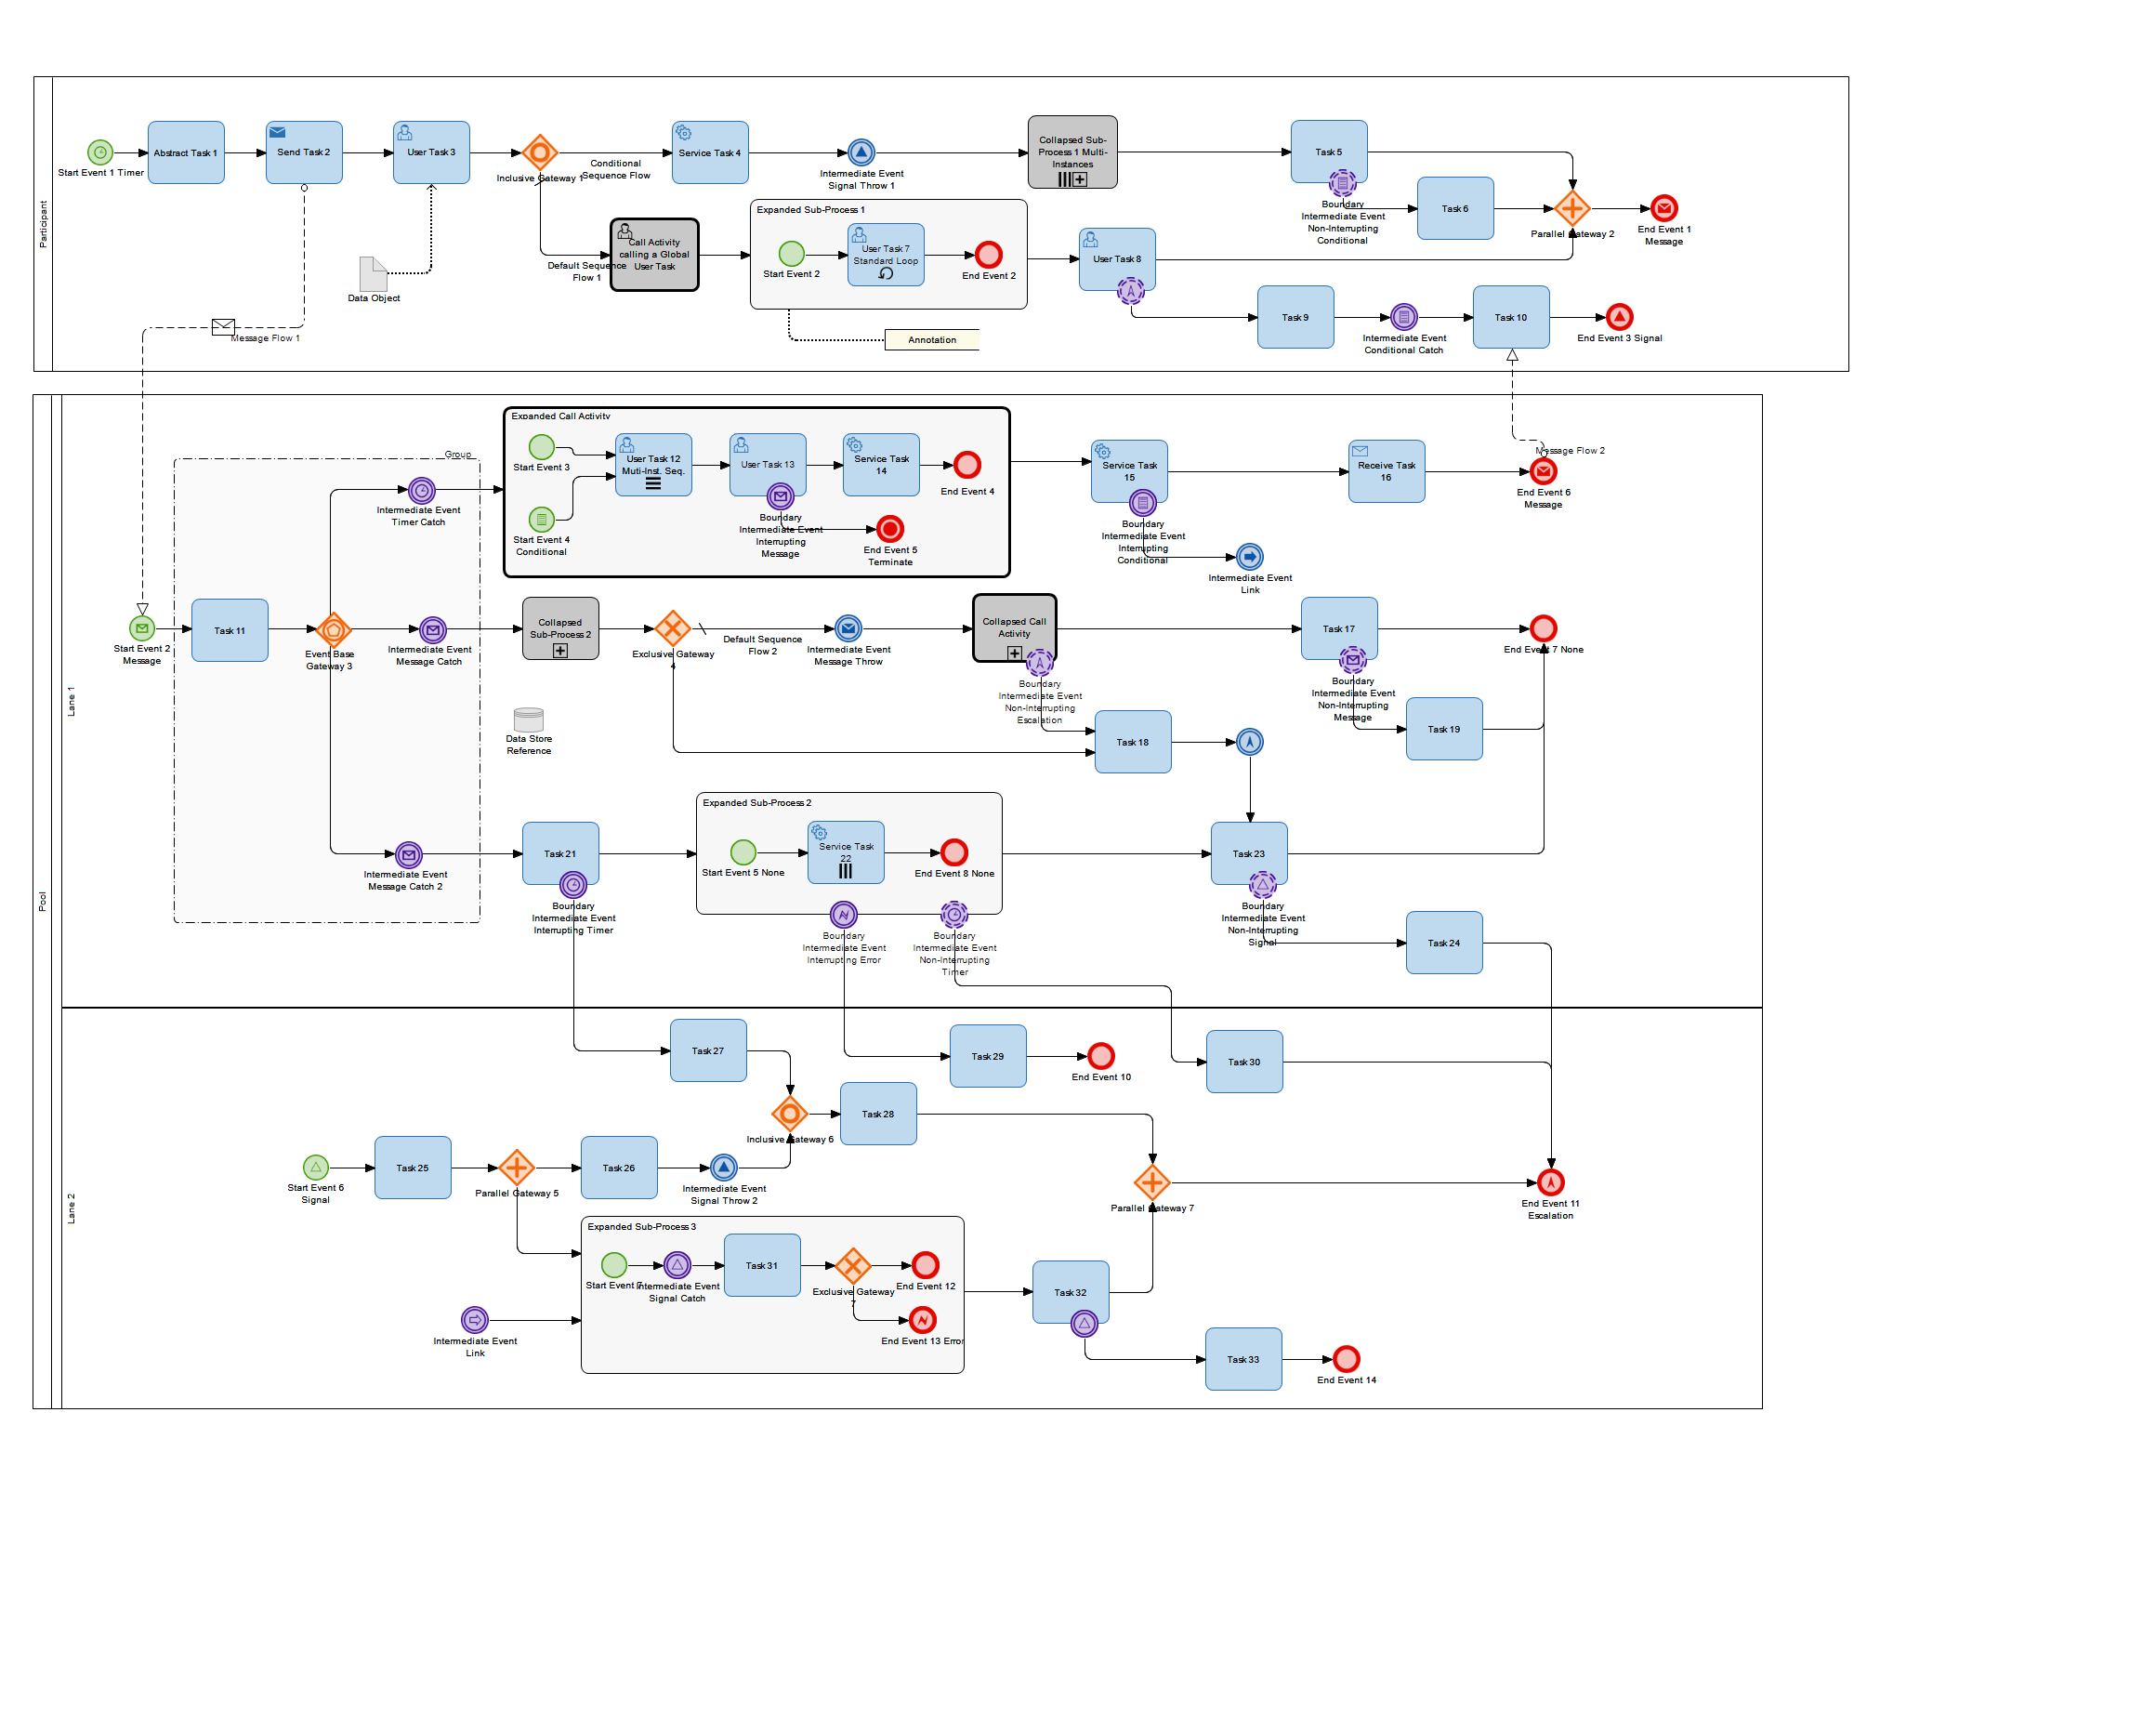 Participant
Start Event 1 Timer
Abstract Task 1
Send Task 2
User Task 3
Inclusive Gateway 1
Conditional
Sequence Flow
Service Task 4
Intermediate Event
Signal Throw 1
Collapsed Sub-
Process 1 Multi-
Instances
Task 5
Boundary
Intermediate Event
Non-Interrupting
Conditional
Task 6
Parallel Gateway 2
End Event 1
Message
Data Object
Default Sequence
Flow 1
Call Activity
calling a Global
User Task
Expanded Sub-Process 1
Start Event 2
User Task 7
Standard Loop
End Event 2
User Task 8
Task 9
Intermediate Event
Conditional Catch
Task 10
End Event 3 Signal
Message Flow 1
Annotation
Pool
Lane 1
Group
Expanded Call Activity
Start Event 3
Start Event 4
Conditional
User Task 12
Muti-Inst. Seq.
User Task 13
Boundary
Intermediate Event
Interrupting
Message
Service Task
14
End Event 4
End Event 5
Terminate
Service Task
15
Boundary
Intermediate Event
Interrupting
Conditional
Intermediate Event
Link
Receive Task
16
Message Flow 2
End Event 6
Message
Intermediate Event
Timer Catch
Start Event 2
Message
Task 11
Event Base
Gateway 3
Intermediate Event
Message Catch
Collapsed
Sub-Process 2
Exclusive Gateway
4
Default Sequence
Flow 2
Intermediate Event
Message Throw
Collapsed Call
Activity
Boundary
Intermediate Event
Non-Interrupting
Escalation
Task 17
Boundary
Intermediate Event
Non-Interrupting
Message
End Event 7 None
Task 18
Task 19
Data Store
Reference
Intermediate Event
Message Catch 2
Task 21
Boundary
Intermediate Event
Interrupting Timer
Expanded Sub-Process 2
Start Event 5 None
Service Task
22
End Event 8 None
Boundary
Intermediate Event
Interrupting Error
Boundary
Intermediate Event
Non-Interrupting
Timer
Task 23
Boundary
Intermediate Event
Non-Interrupting
Signal
Task 24
Lane 2
Task 27
Task 29
End Event 10
Task 30
Inclusive Gateway 6
Task 28
Start Event 6
Signal
Task 25
Parallel Gateway 5
Task 26
Intermediate Event
Signal Throw 2
Parallel Gateway 7
End Event 11
Escalation
Expanded Sub-Process 3
Start Event 7
Intermediate Event
Signal Catch
Task 31
Exclusive Gateway
7
End Event 12
End Event 13 Error
Intermediate Event
Link
Task 32
Task 33
End Event 14